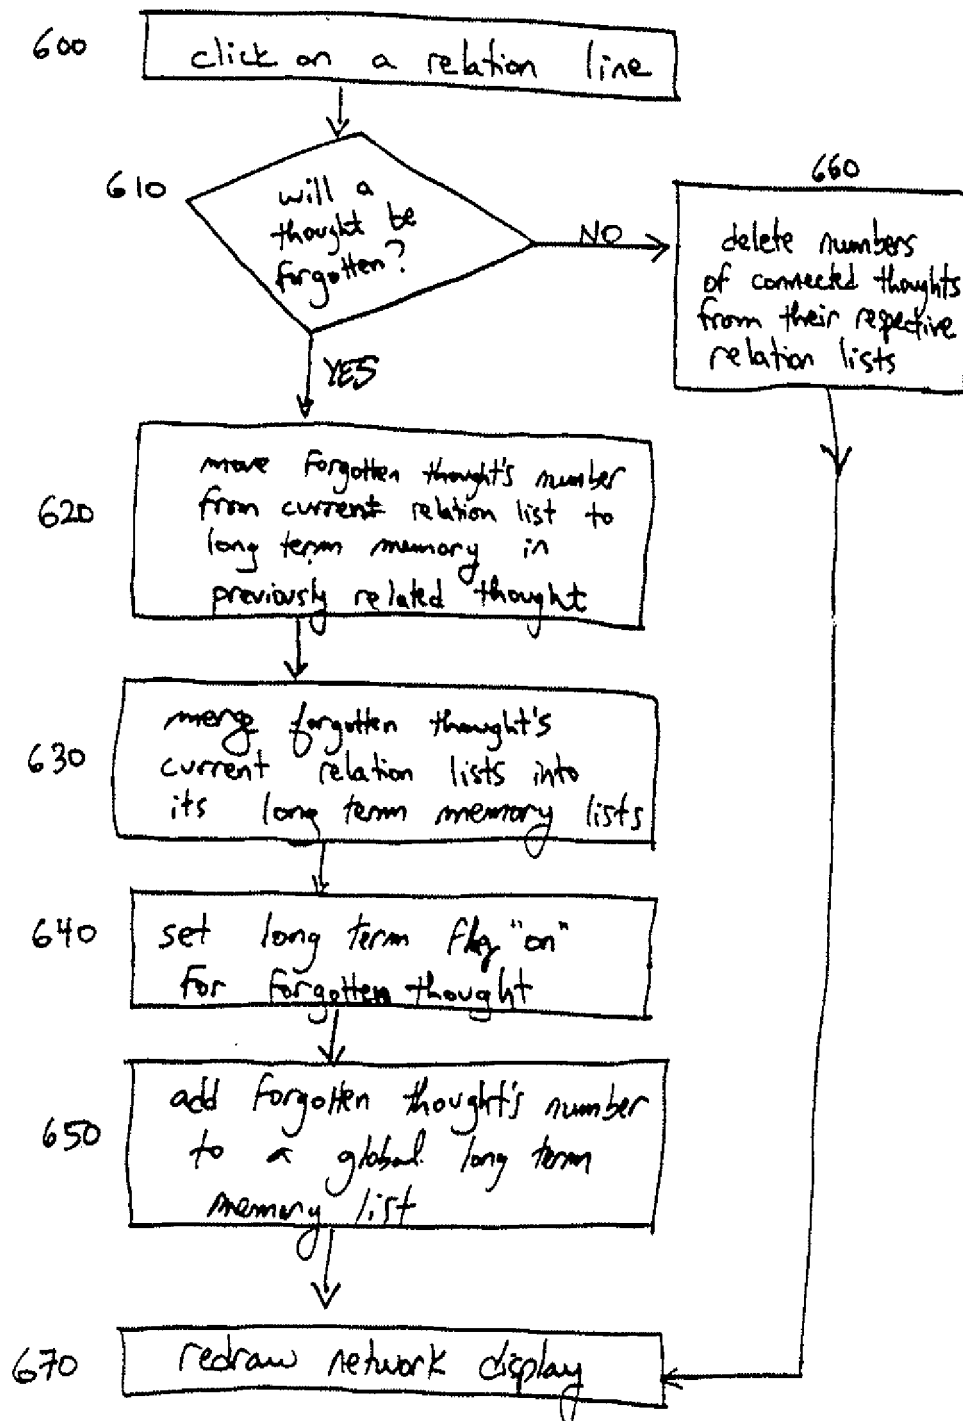 600
click on a relation line
610
will a
thought be
forgotten?
NO
660
delete numbers
of connected thoughts
from their repective
relation lists
YES
620
move forgotten thought's number
from current relation list to
long term memory in
previously related thought
630
merge forgotten thought's
current relation lists into
its long term memory lists
640
set long term flag "on"
for forgotten thought
650
add forgotten thought's number
to a global long term
memory list
670
redraw network display